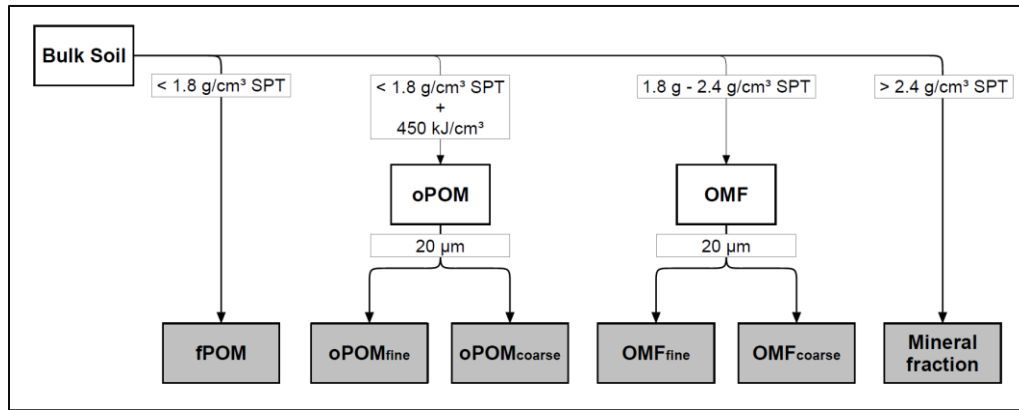 Bulk Soil
< 1.8 g/cm³ SPT
< 1.8 g/cm³ SPT
+
450 kJ/cm³
1.8 g - 2.4 g/cm³ SPT
> 2.4 g/cm³ SPT
oPOM
OMF
20 µm
20 µm
fPOM
oPOMfine
oPOMcoarse
OMFfine
OMFcoarse
Mineral
fraction